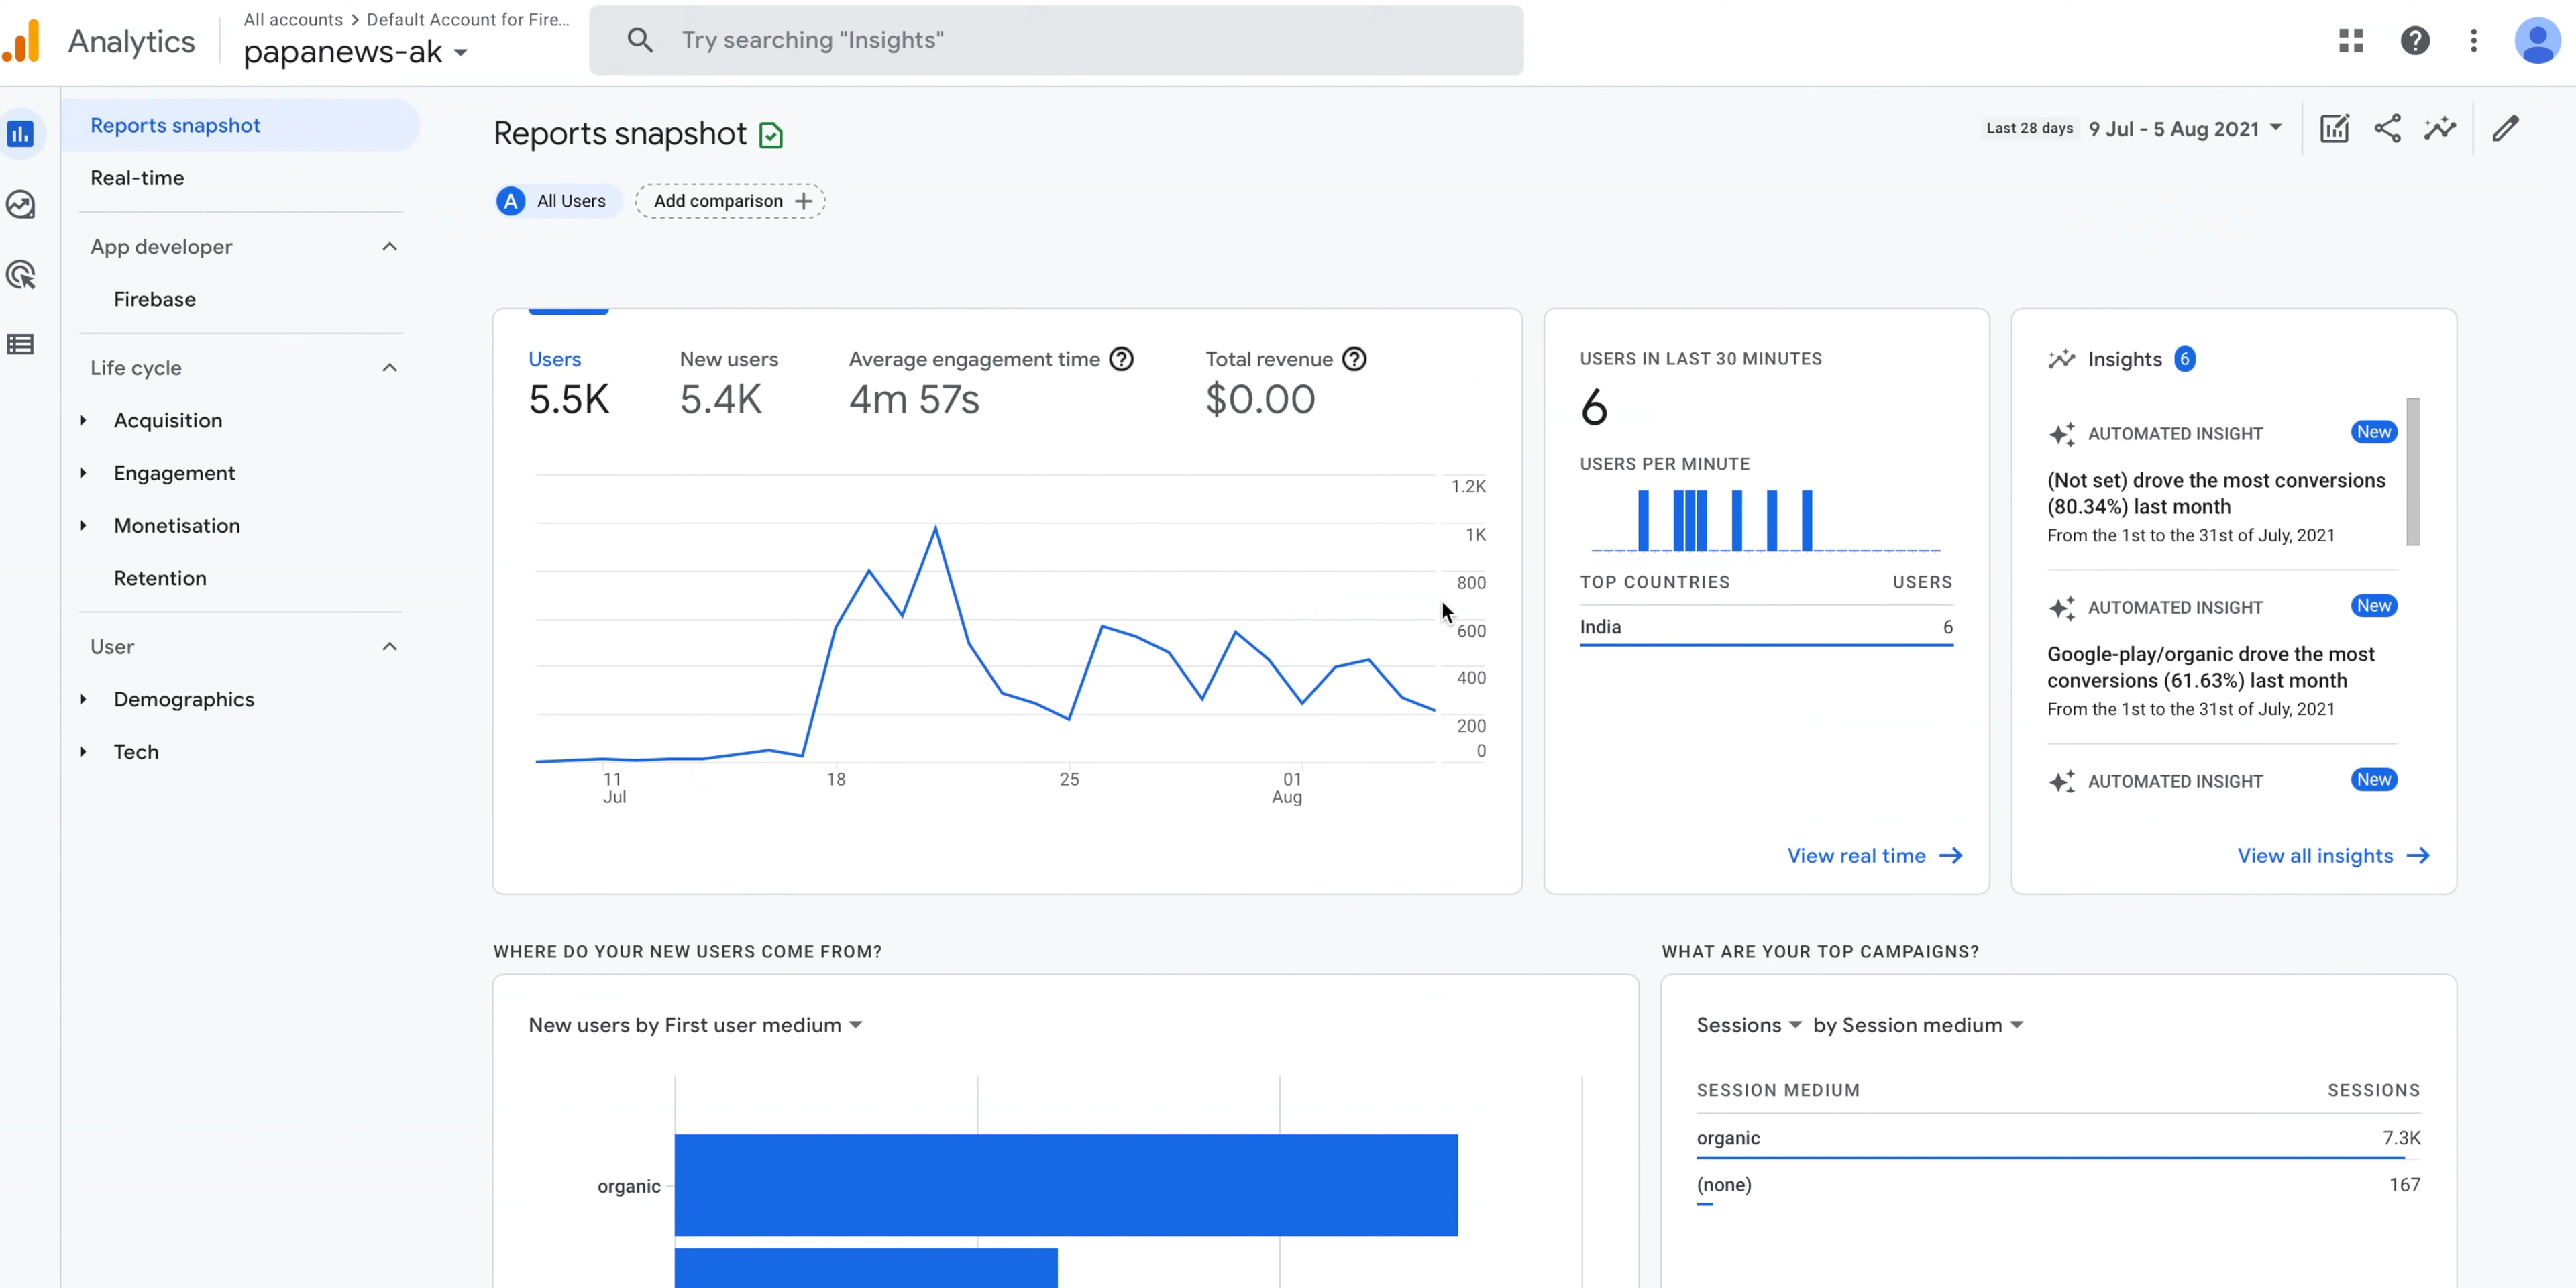 Analytics
All accounts > Default Account for Fire...
papanews-ak
Try searching "Insights"
Reports snapshot
Real-time
App developer
Firebase
Life cycle
Acquisition
Engagement
Monetisation
Retention
User
Demographics
Tech
Reports snapshot
Last 28 days 9 Jul - 5 Aug 2021
A All Users
Add comparison +
Users
5.5K
New users
5.4K
Average engagement time
4m 57s
Total revenue
$0.00
1.2K
1K
800
600
400
200
0
11
Jul
18
25
01
Aug
USERS IN LAST 30 MINUTES
6
USERS PER MINUTE
TOP COUNTRIES USERS
India 6
View real time
Insights 6
AUTOMATED INSIGHT New
(Not set) drove the most conversions
(80.34%) last month
From the 1st to the 31st of July, 2021
AUTOMATED INSIGHT New
Google-play/organic drove the most
conversions (61.63%) last month
From the 1st to the 31st of July, 2021
AUTOMATED INSIGHT New
View all insights
WHERE DO YOUR NEW USERS COME FROM?
New users by First user medium
organic
WHAT ARE YOUR TOP CAMPAIGNS?
Sessions by Session medium
SESSION MEDIUM SESSIONS
organic 7.3K
(none) 167